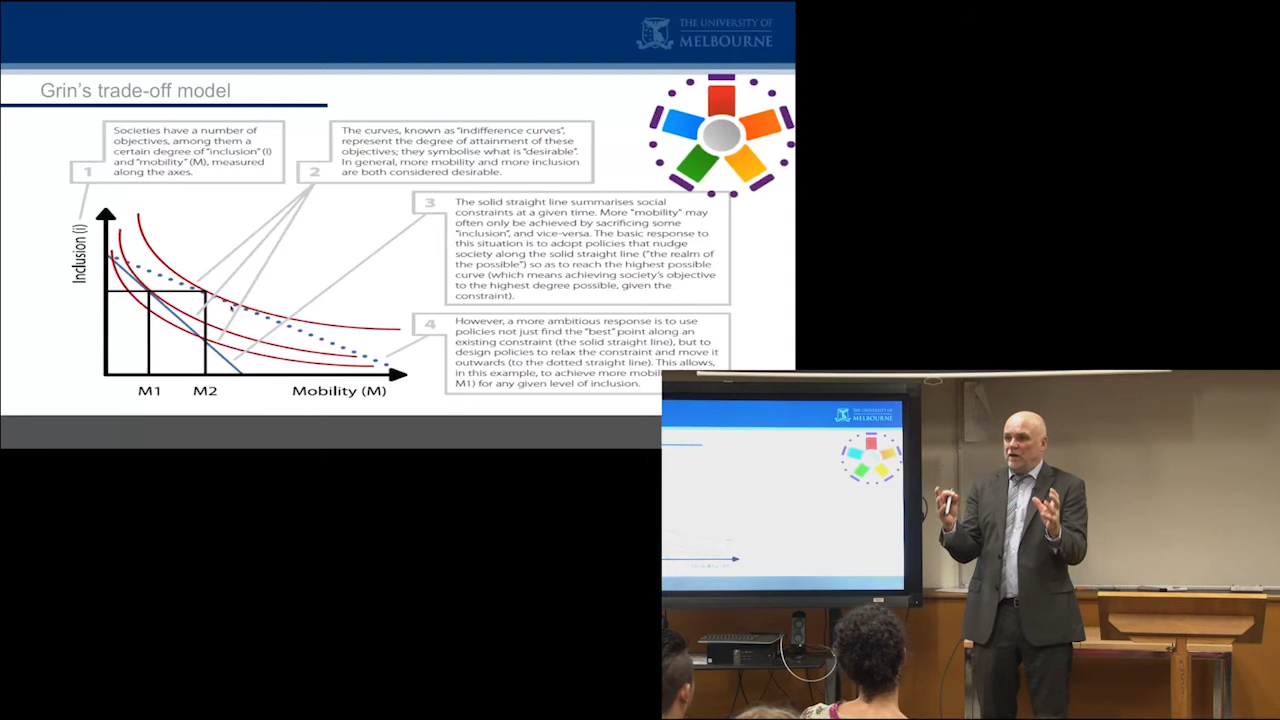 THE UNIVERSITY OF
MELBOURNE
Grin's trade-off model
1
Societies have a number of
objectives, among them a
certain degree of "inclusion" (I)
and "mobility" (M), measured
along the axes.
2
The curves, known as "indifference curves",
represent the degree of attainment of these
objectives; they symbolise what is "desirable".
In general, more mobility and more inclusion
are both considered desirable.
3
The solid straight line summarises social
constraints at a given time. More "mobility" may
often only be achieved by sacrificing some
"inclusion", and vice-versa. The basic response to
this situation is to adopt policies that nudge
society along the solid straight line ("the realm of
the possible") so as to reach the highest possible
curve (which means achieving society's objective
to the highest degree possible, given the
constraint).
4
However, a more ambitious response is to use
policies not just find the "best" point along an
existing constraint (the solid straight line), but to
design policies to relax the constraint and move it
outwards (to the dotted straight line). This allows,
in this example, to achieve more
M1) for any given level of inclusion.
Inclusion (i)
M1 M2 Mobility (M)
THE UNIVERSITY OF
MELBOURNE